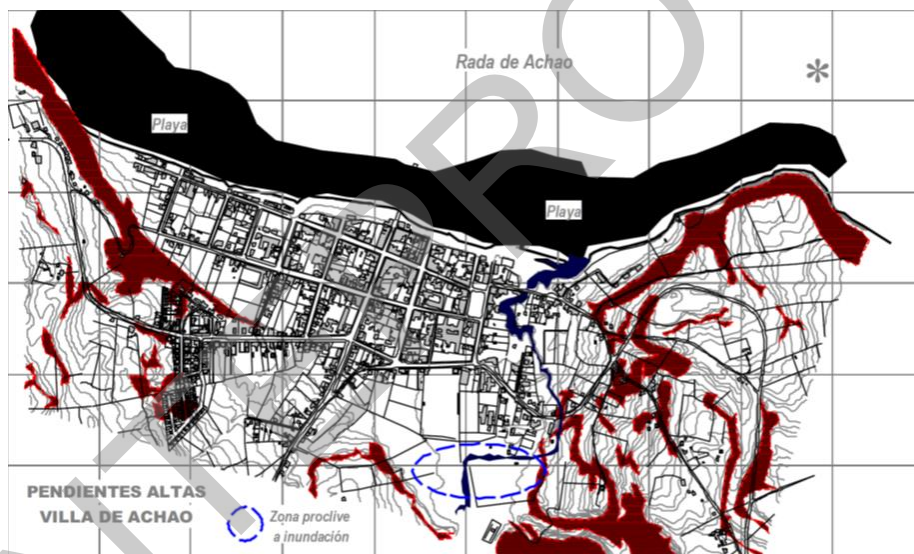 Rada de Achao
Playa
Playa
PENDIENTES ALTAS
VILLA DE ACHAO
Zona proclive
a inundación